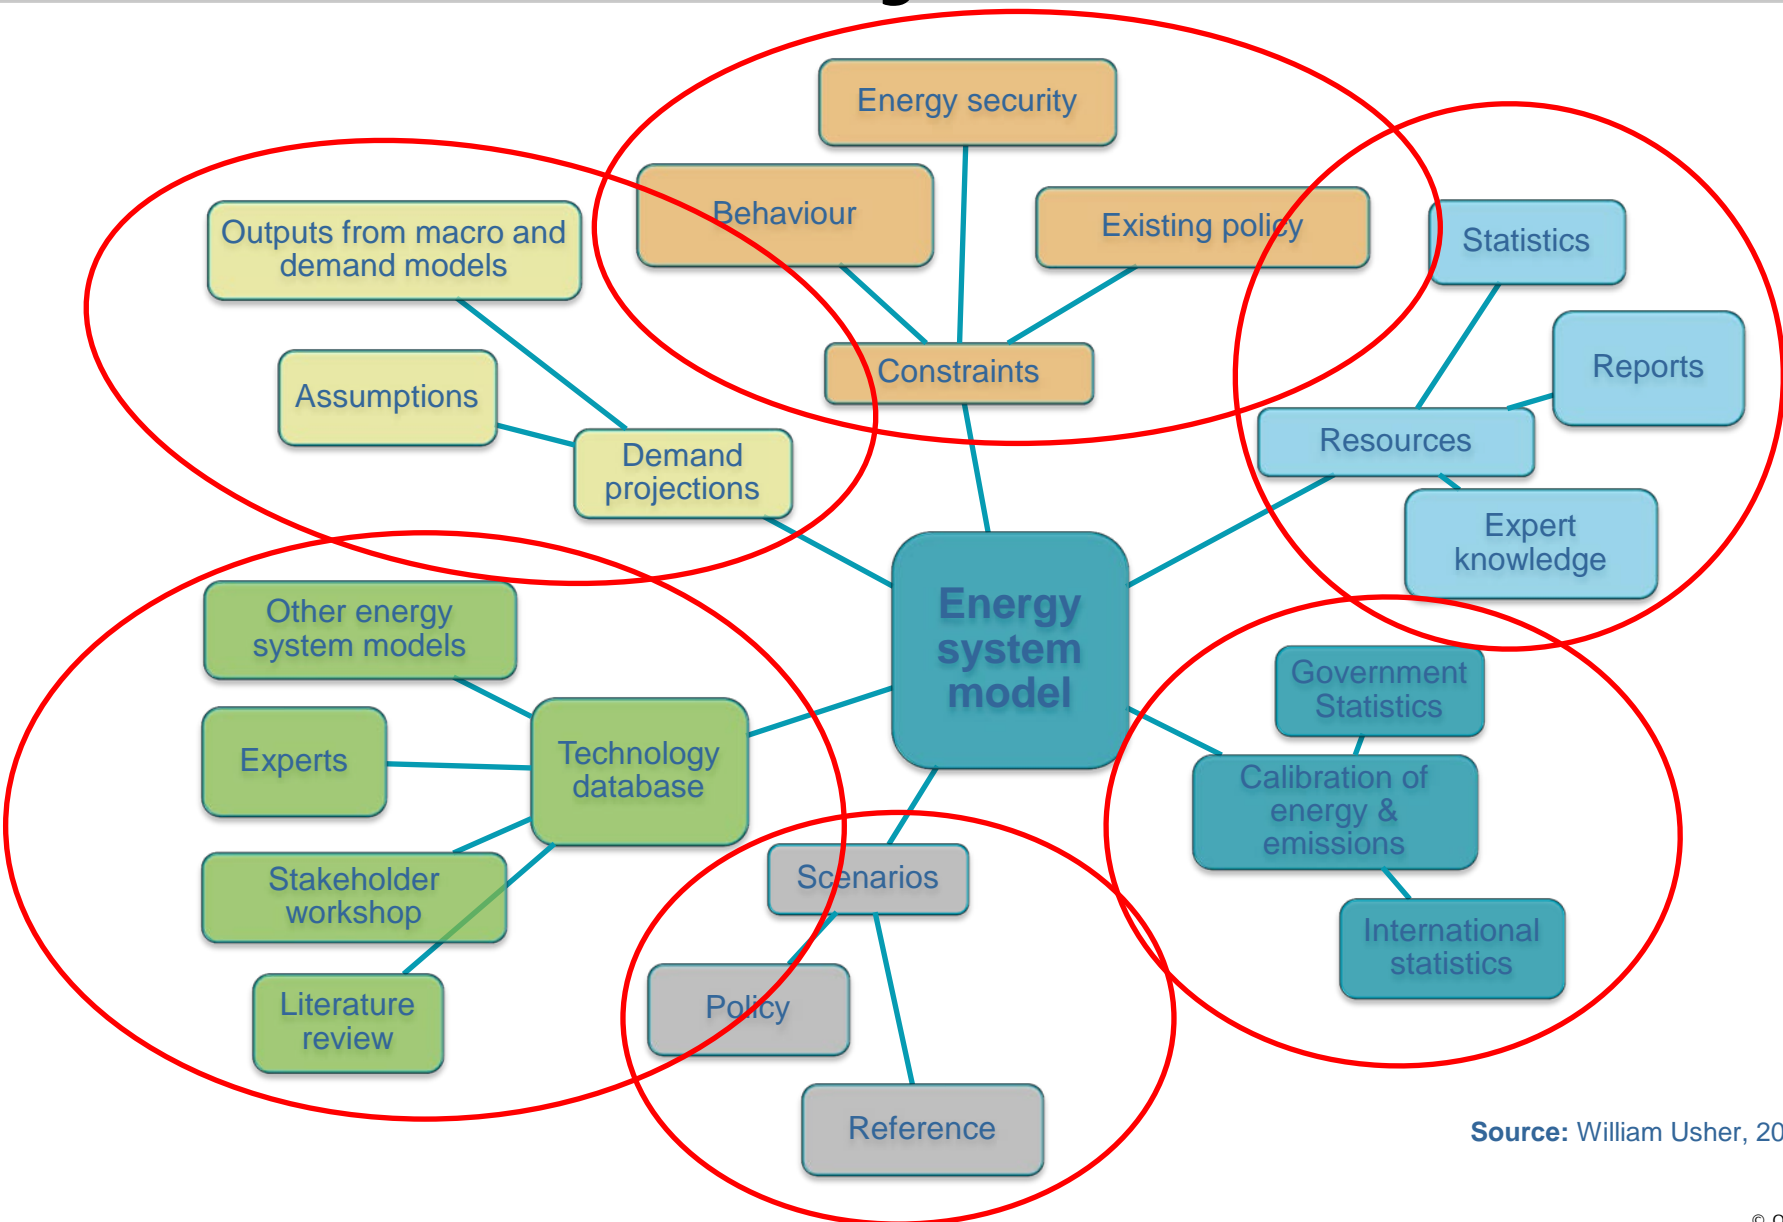 Energy security
Behaviour
Existing policy
Constraints
Outputs from macro and
demand models
Assumptions
Demand
projections
Statistics
Reports
Resources
Expert
knowledge
Energy
system
model
Other energy
system models
Experts
Technology
database
Stakeholder
workshop
Literature
review
Scenarios
Policy
Reference
Government
Statistics
Calibration of
energy &
emissions
International
statistics
Source: William Usher, 20
©